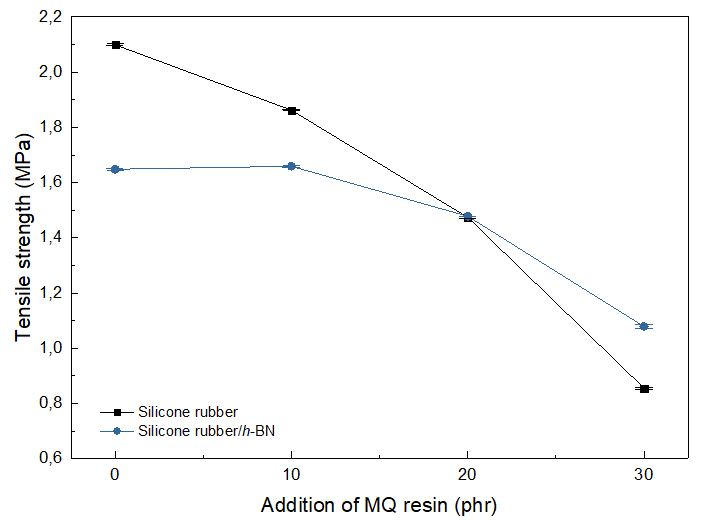 2,2
2,0
1,8
1,6
1,4
1,2
1,0
0,8
0,6
Tensile strength (MPa)
Silicone rubber
Silicone rubber/h-BN
0 10 20 30
Addition of MQ resin (phr)